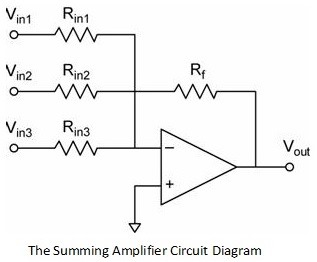 Vin1 Rin1
Vin2 Rin2 Rf
Vin3 Rin3
− Vout
+
The Summing Amplifier Circuit Diagram